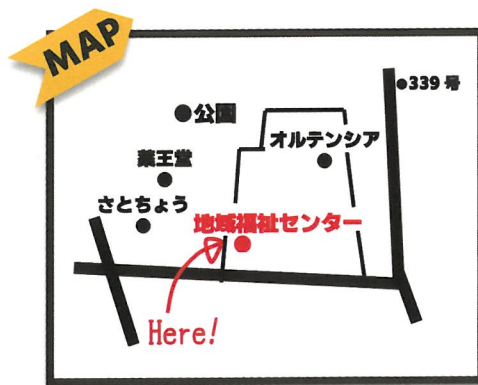 MAP
●339号
●公園
オルテンシア
薬王堂
さとちょう
地域福祉センター
Here!